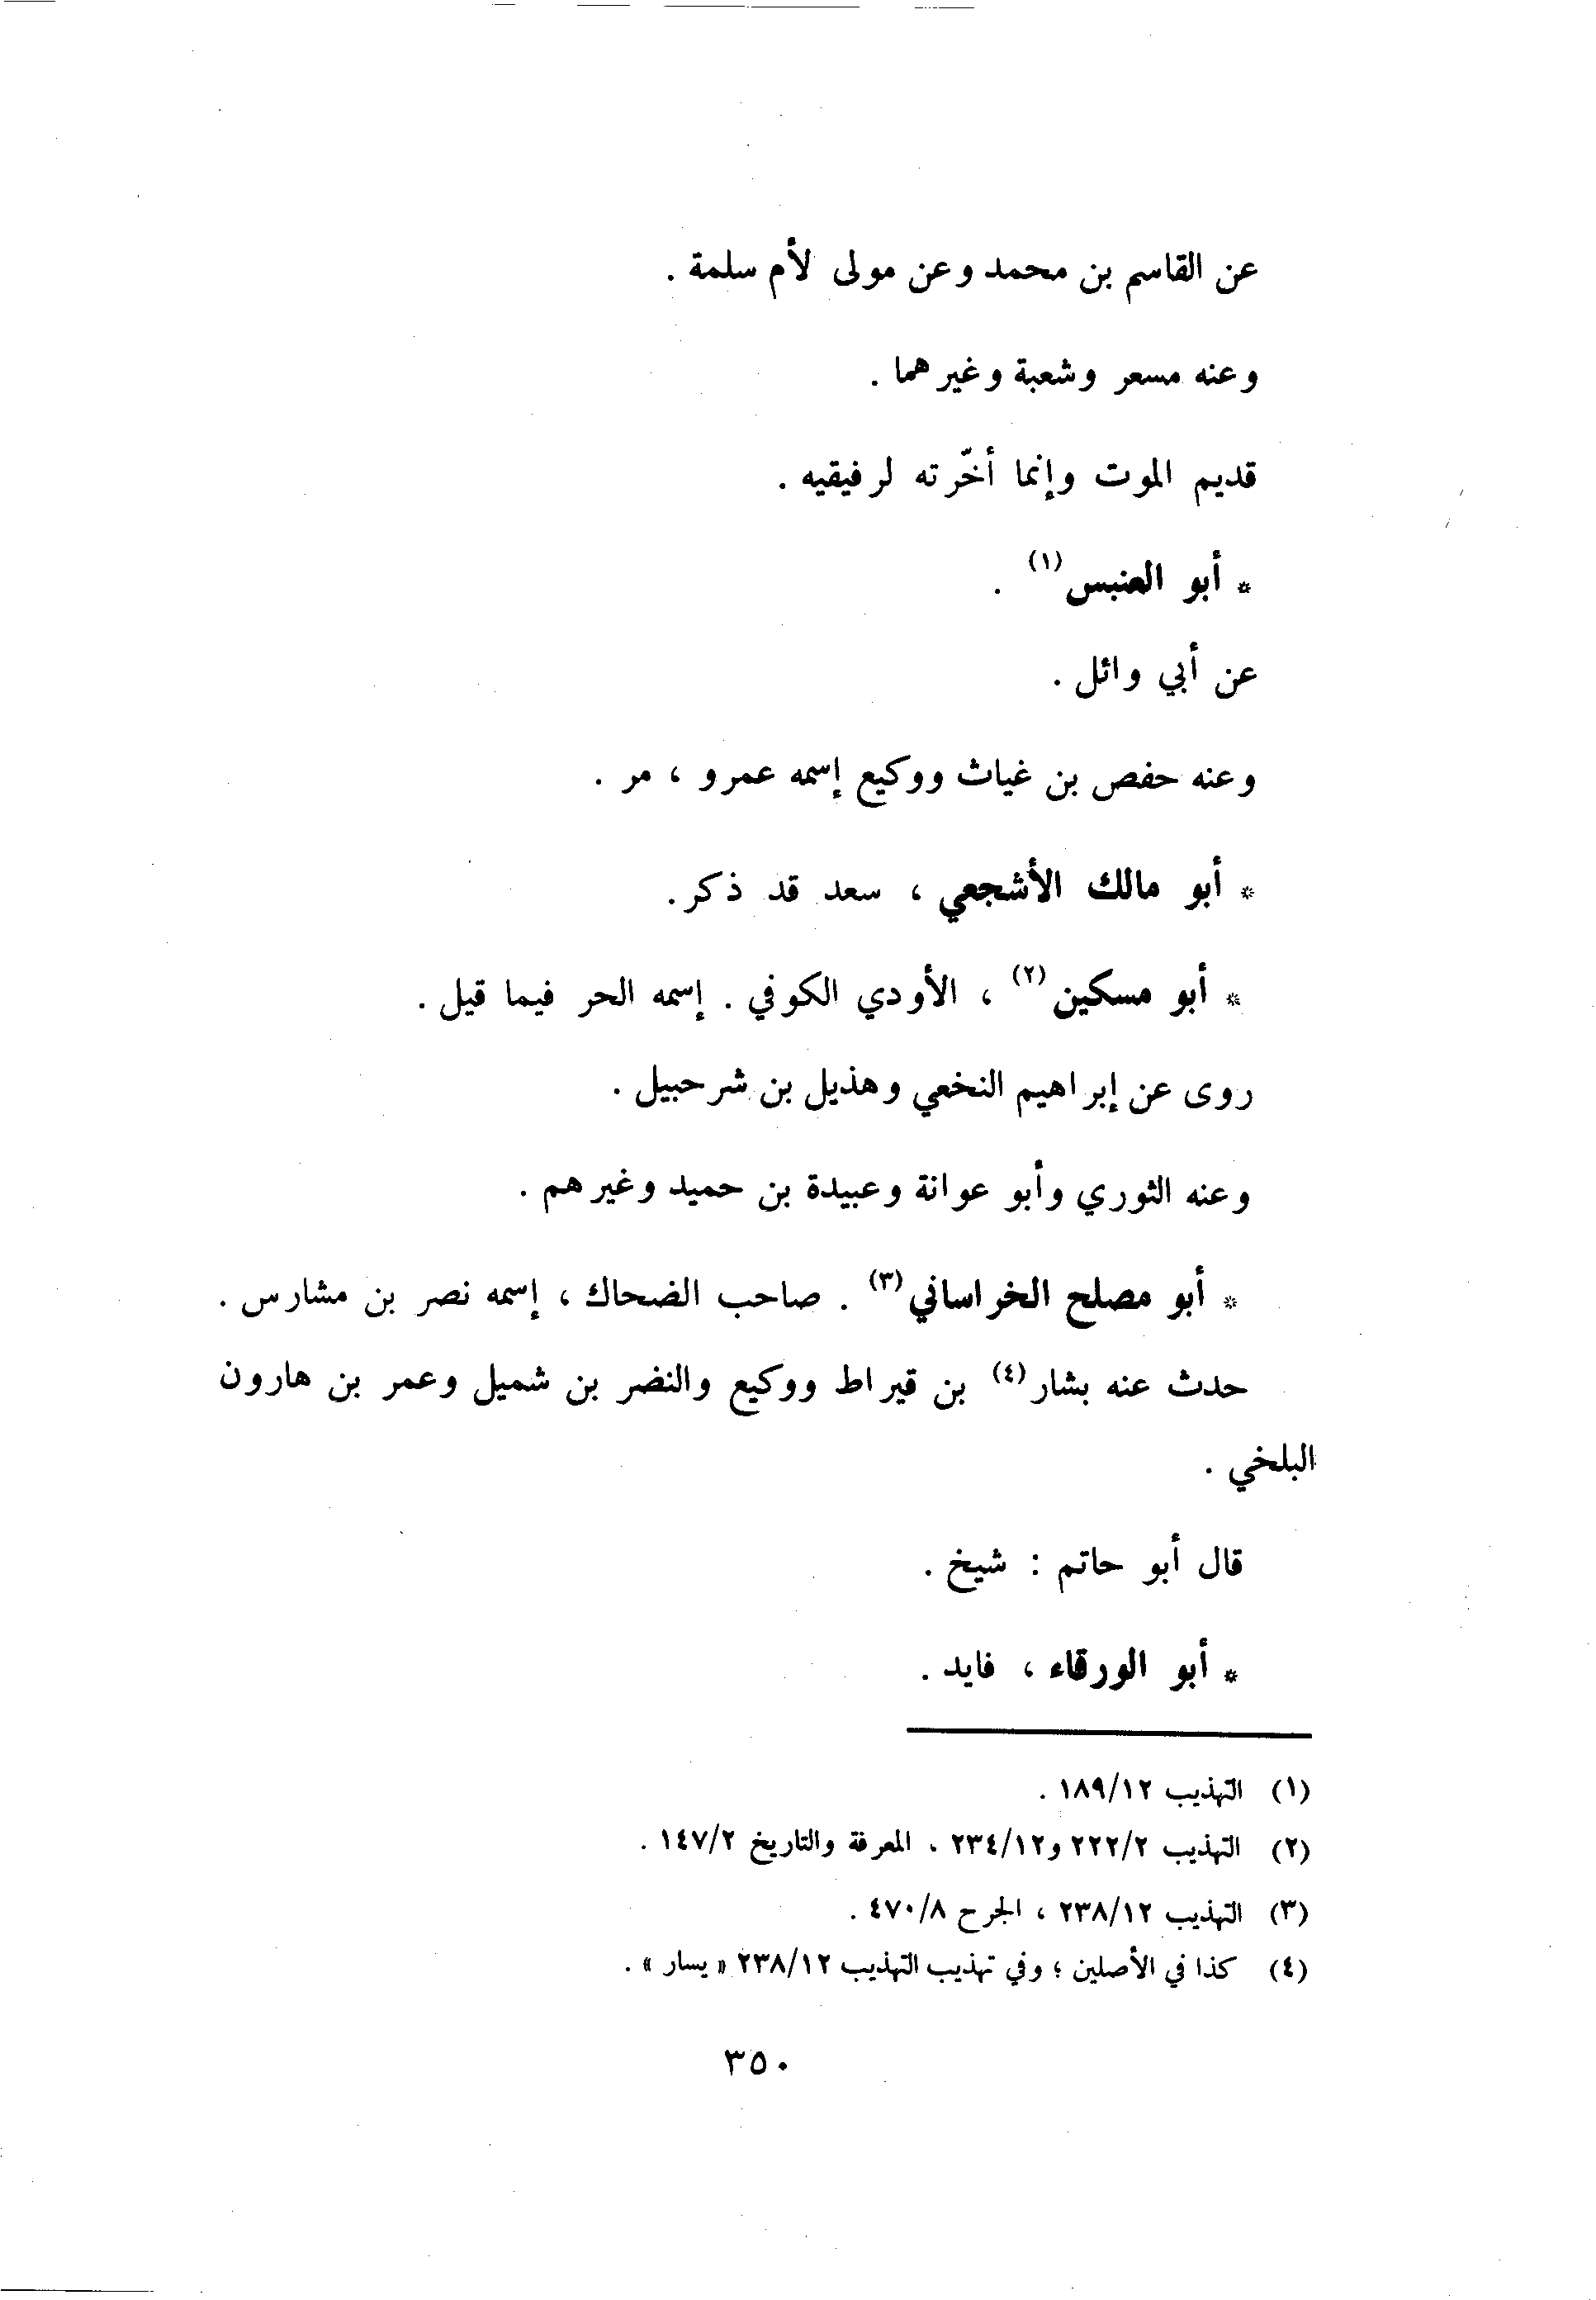 عن القاسم بن محمد وعن مولى لأم سلمة .
وعنه مسعر وشعبة وغيرهما .
قديم الموت وإنما أخّرته لرفيقيه .
* أبو العنبس (١) .
عن أبي وائل .
وعنه حفص بن غياث ووكيع إسمه عمرو ، مر .
* أبو مالك الأشجعي ، سعد قد ذكر .
* أبو مسكين (٢) ، الأودي الكوفي . إسمه الحر فيما قيل .
روى عن إبراهيم النخعي وهذيل بن شرحبيل .
وعنه الثوري وأبو عوانة وعبيدة بن حميد وغيرهم .
* أبو مصلح الخراساني (٣) . صاحب الضحاك ، إسمه نصر بن مشارس .
حدث عنه بشار (٤) بن قيراط ووكيع والنضر بن شميل وعمر بن هارون
البلخي .
قال أبو حاتم : شيخ .
* أبو الورقاء ، فايد .
(١) التهذيب ١٨٩/١٢ .
(٢) التهذيب ٢٢٢/٢ و٢٣٤/١٢ ، المعرفة والتاريخ ١٤٧/٢ .
(٣) التهذيب ٢٣٨/١٢ ، الجرح ٤٧٠/٨ .
(٤) كذا في الأصلين ؛ وفي تهذيب التهذيب ٢٣٨/١٢ « يسار » .
٣٥٠